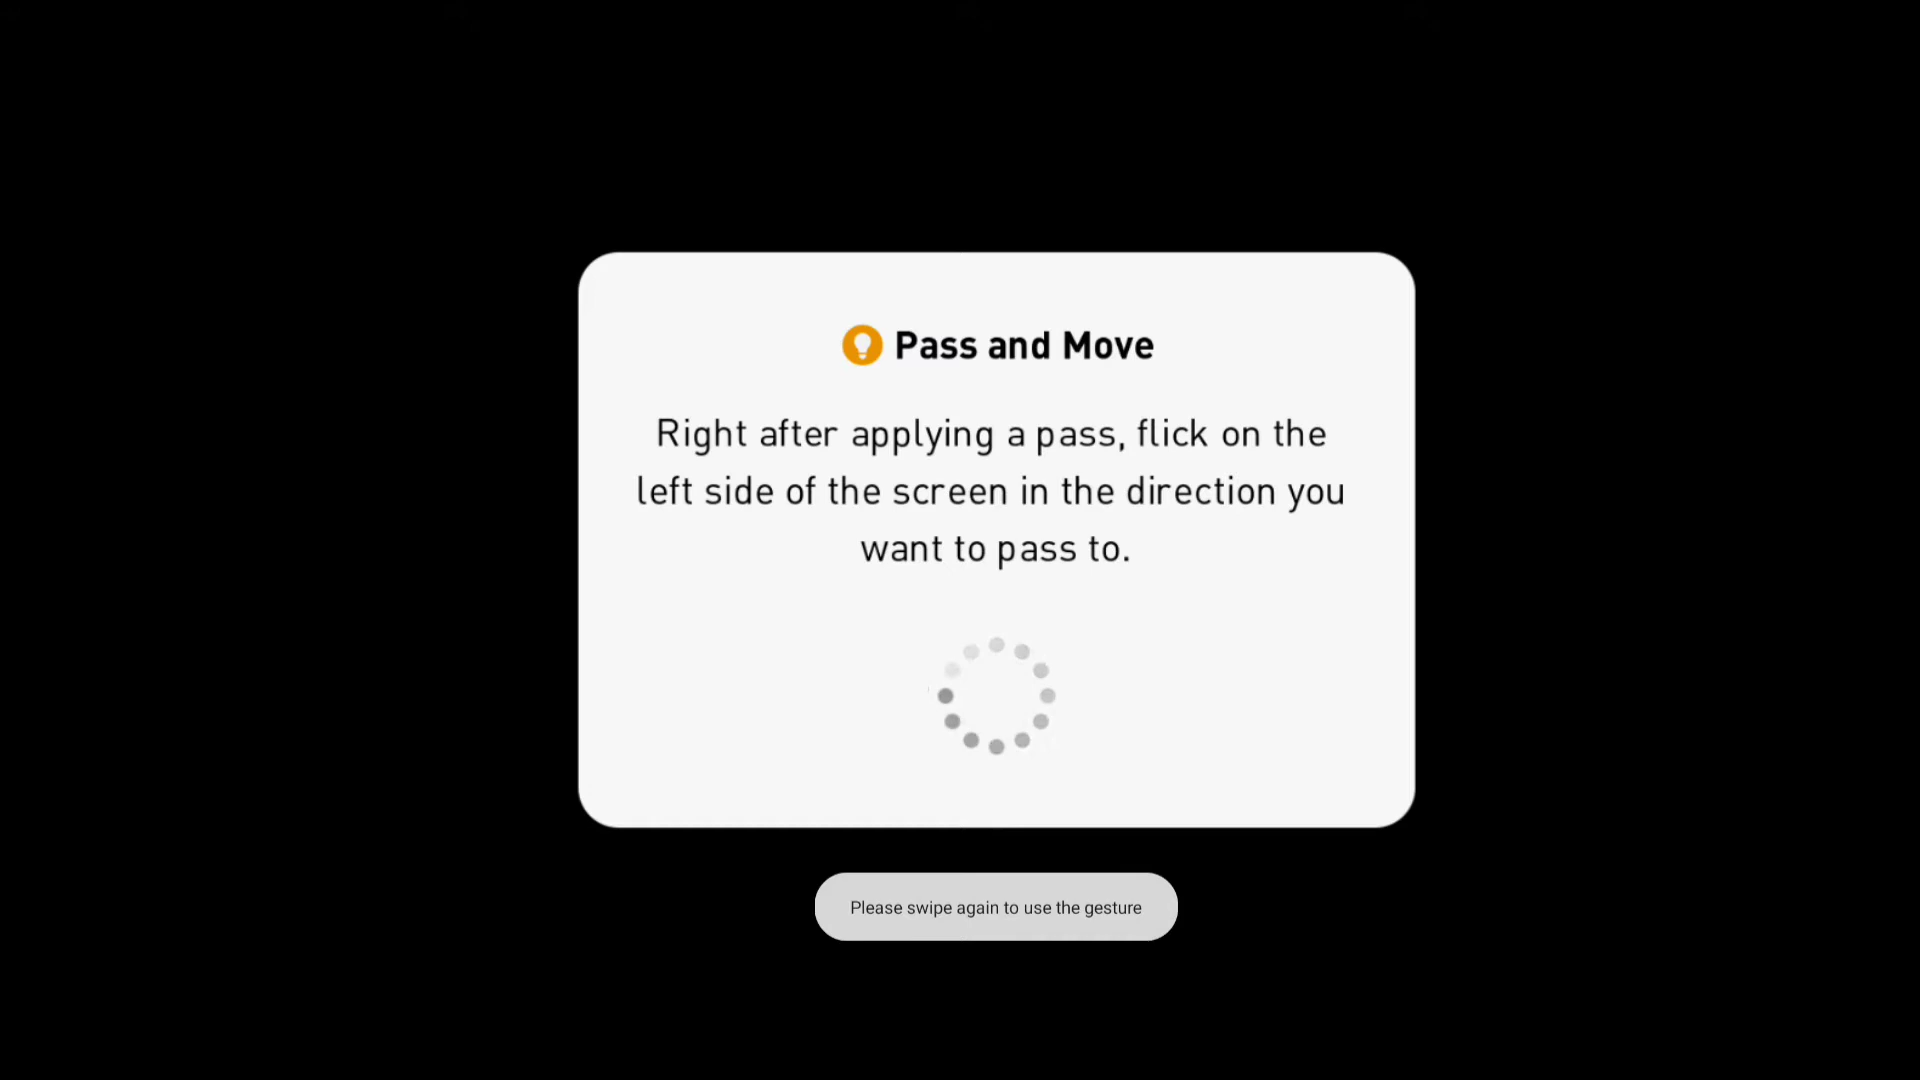 Pass and Move
Right after applying a pass, flick on the
left side of the screen in the direction you
want to pass to.
Please swipe again to use the gesture